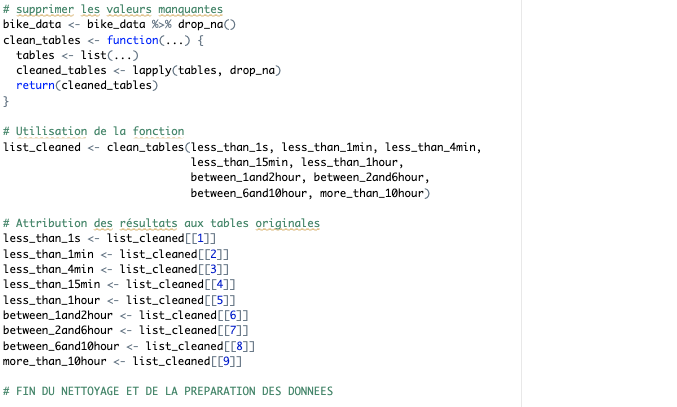 # supprimer les valeurs manquantes
bike_data <- bike_data %>% drop_na()
clean_tables <- function(...) {
  tables <- list(...)
  cleaned_tables <- lapply(tables, drop_na)
  return(cleaned_tables)
}

# Utilisation de la fonction
list_cleaned <- clean_tables(less_than_1s, less_than_1min, less_than_4min,
                             less_than_15min, less_than_1hour,
                             between_1and2hour, between_2and6hour,
                             between_6and10hour, more_than_10hour)

# Attribution des résultats aux tables originales
less_than_1s <- list_cleaned[[1]]
less_than_1min <- list_cleaned[[2]]
less_than_4min <- list_cleaned[[3]]
less_than_15min <- list_cleaned[[4]]
less_than_1hour <- list_cleaned[[5]]
between_1and2hour <- list_cleaned[[6]]
between_2and6hour <- list_cleaned[[7]]
between_6and10hour <- list_cleaned[[8]]
more_than_10hour <- list_cleaned[[9]]

# FIN DU NETTOYAGE ET DE LA PREPARATION DES DONNEES